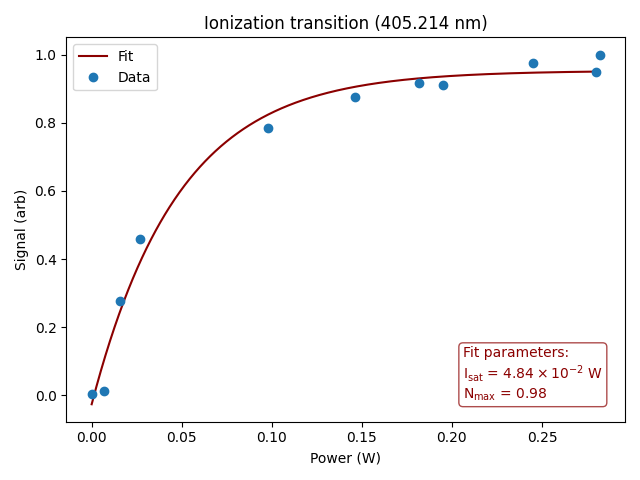 Ionization transition (405.214 nm)
Fit
Data
Signal (arb)
1.0
0.8
0.6
0.4
0.2
0.0
Fit parameters:
I_sat = 4.84 × 10^−2 W
N_max = 0.98
0.00 0.05 0.10 0.15 0.20 0.25
Power (W)